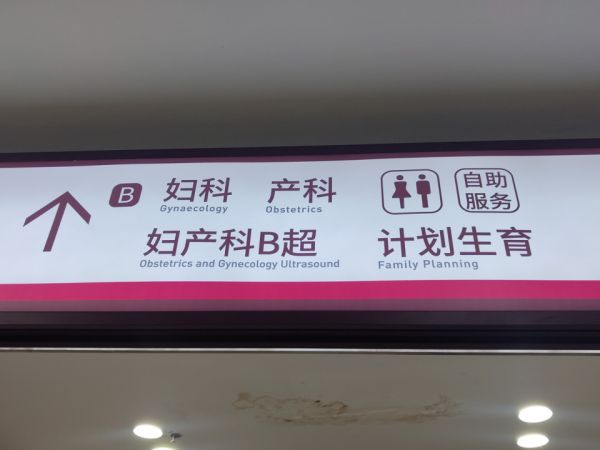 B 妇科 产科 自助
Gynaecology Obstetrics 服务
妇产科B超 计划生育
Obstetrics and Gynecology Ultrasound Family Planning